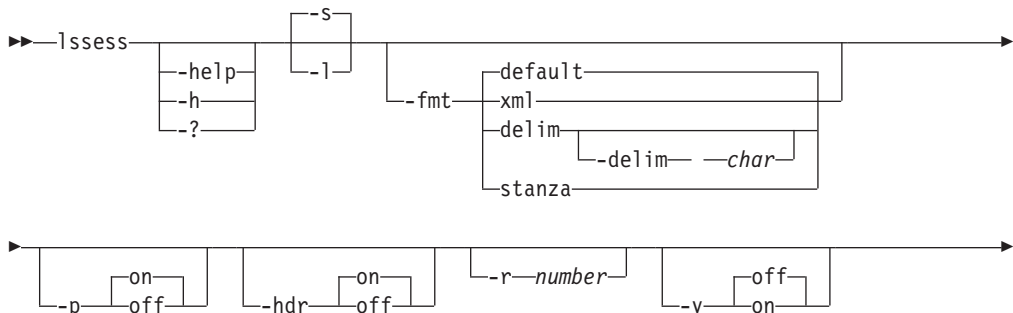 -s
lssess
-help
-h
-?
-l
-fmt
default
xml
delim
-delim char
stanza
on
-p off
on
-hdr off
-r number
off
-v on